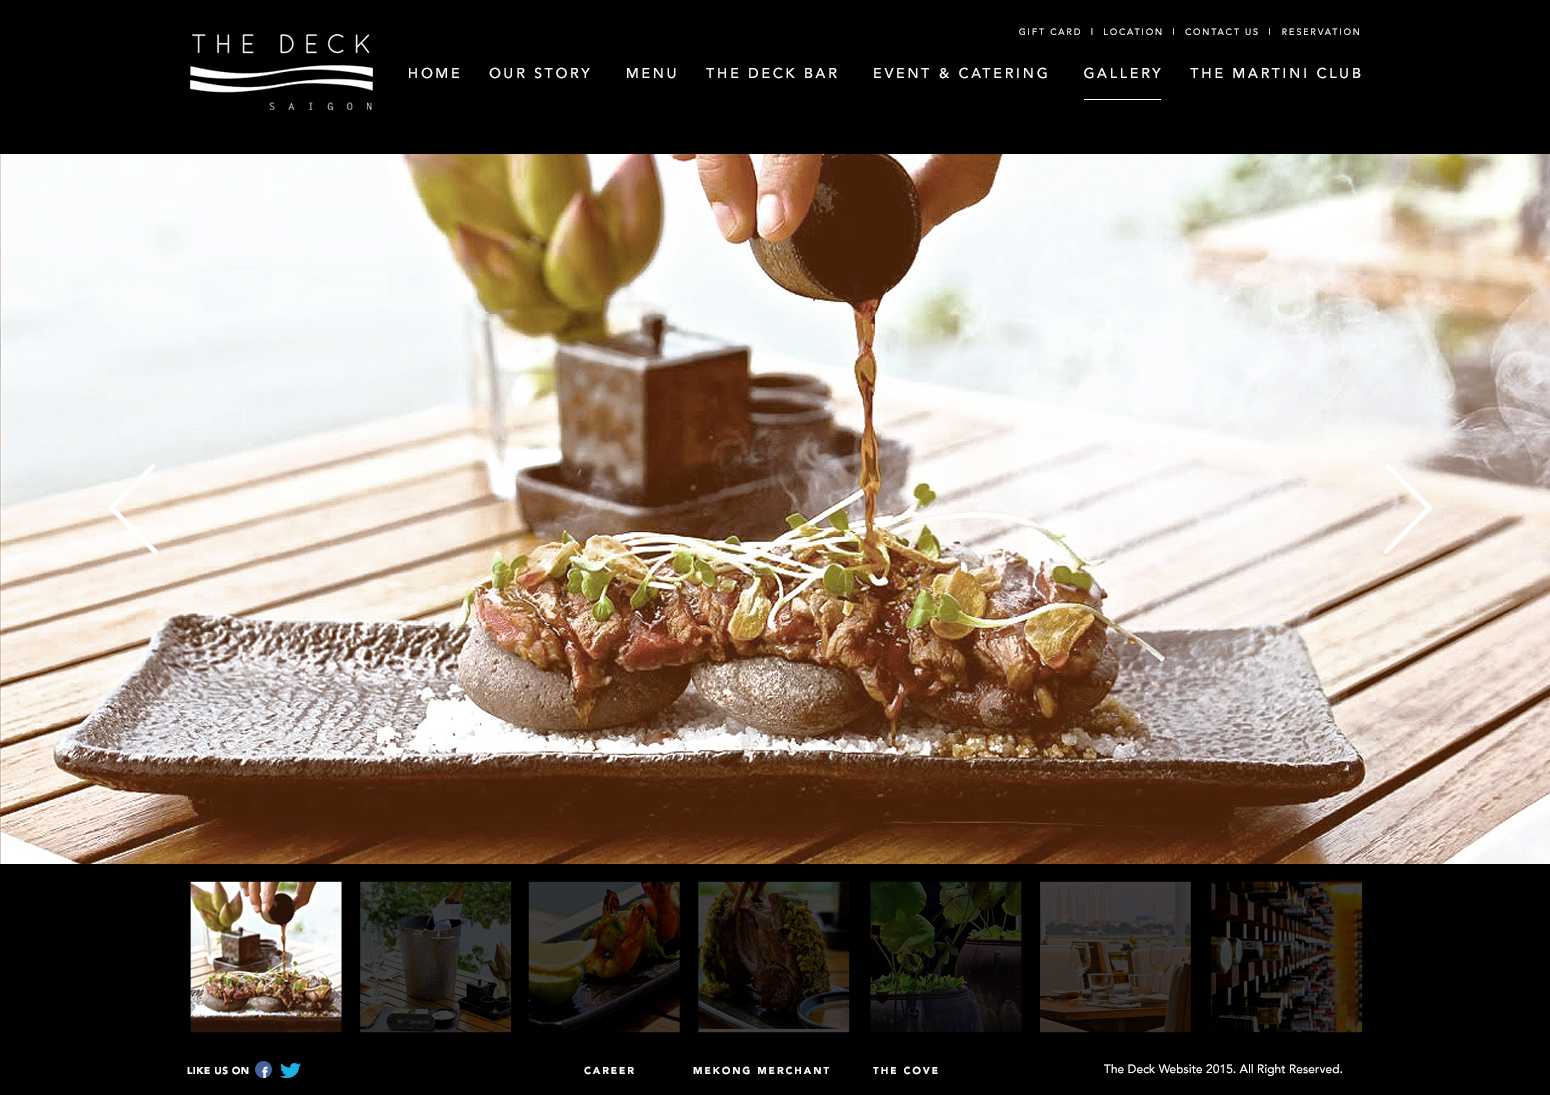 THE DECK
SAIGON
GIFT CARD | LOCATION | CONTACT US | RESERVATION
HOME OUR STORY MENU THE DECK BAR EVENT & CATERING GALLERY THE MARTINI CLUB
LIKE US ON
CAREER MEKONG MERCHANT THE COVE
The Deck Website 2015. All Right Reserved.